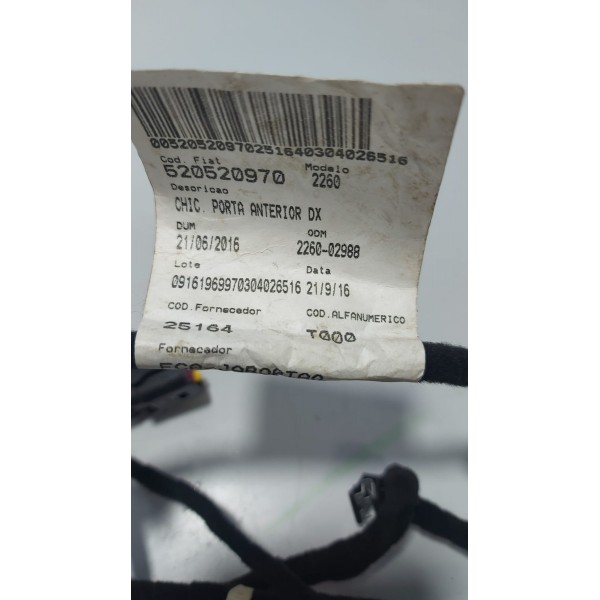 00520520970251640304026516
Cod. Fiat Modelo
520520970 2260
Descricao
CHIC. PORTA ANTERIOR DX
DUM ODM
21/06/2016 2260-02988
Lote Data
09161969970304026516 21/9/16
COD.Fornecedor COD.ALFANUMERICO
25164 T000
Fornecador